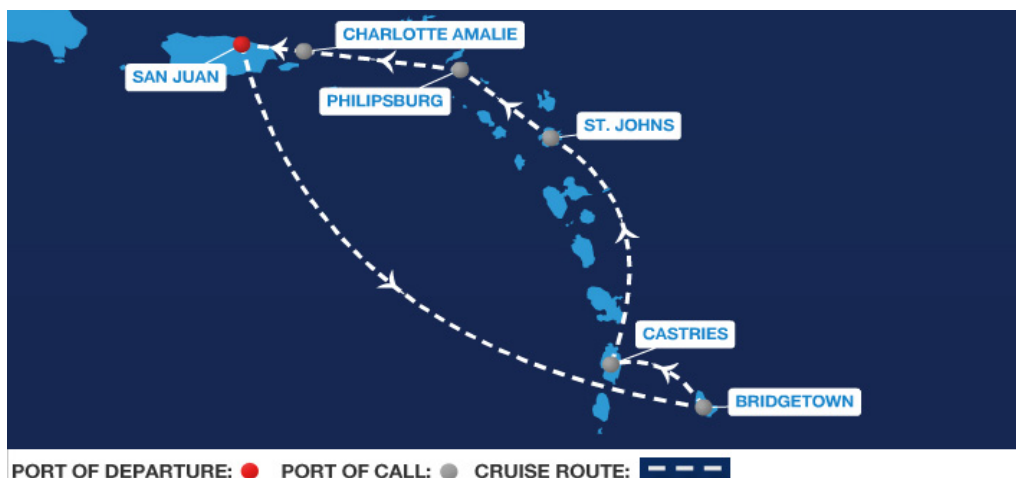 CHARLOTTE AMALIE
SAN JUAN
PHILIPSBURG
ST. JOHNS
CASTRIES
BRIDGETOWN
PORT OF DEPARTURE: PORT OF CALL: CRUISE ROUTE: